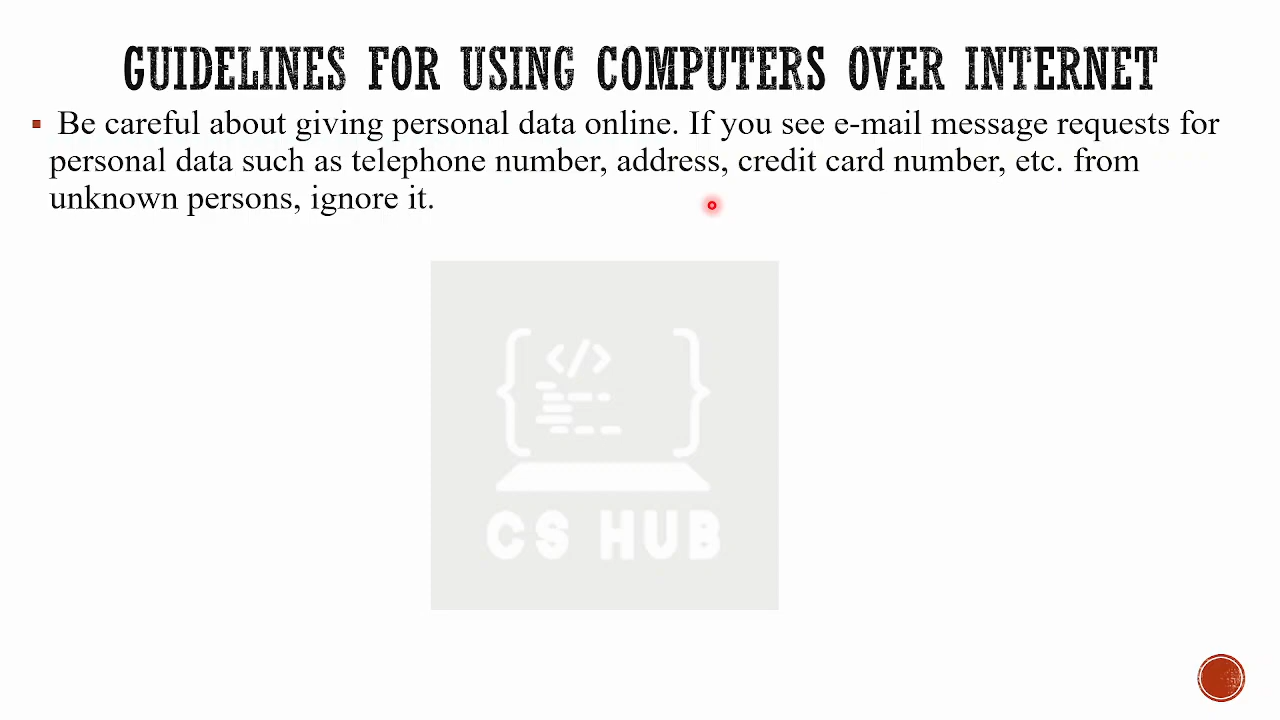 GUIDELINES FOR USING COMPUTERS OVER INTERNET
▪ Be careful about giving personal data online. If you see e-mail message requests for
personal data such as telephone number, address, credit card number, etc. from
unknown persons, ignore it.
</>
CS HUB